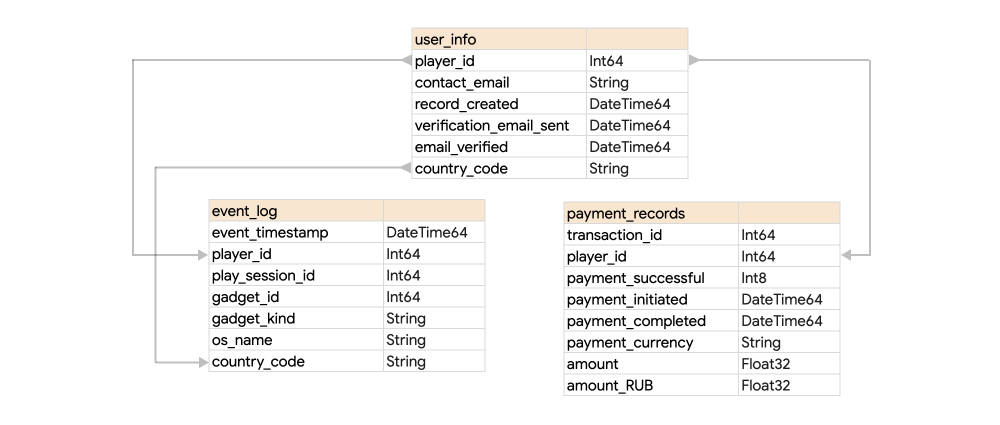 user_info
player_id Int64
contact_email String
record_created DateTime64
verification_email_sent DateTime64
email_verified DateTime64
country_code String
event_log
event_timestamp DateTime64
player_id Int64
play_session_id Int64
gadget_id Int64
gadget_kind String
os_name String
country_code String
payment_records
transaction_id Int64
player_id Int64
payment_successful Int8
payment_initiated DateTime64
payment_completed DateTime64
payment_currency String
amount Float32
amount_RUB Float32